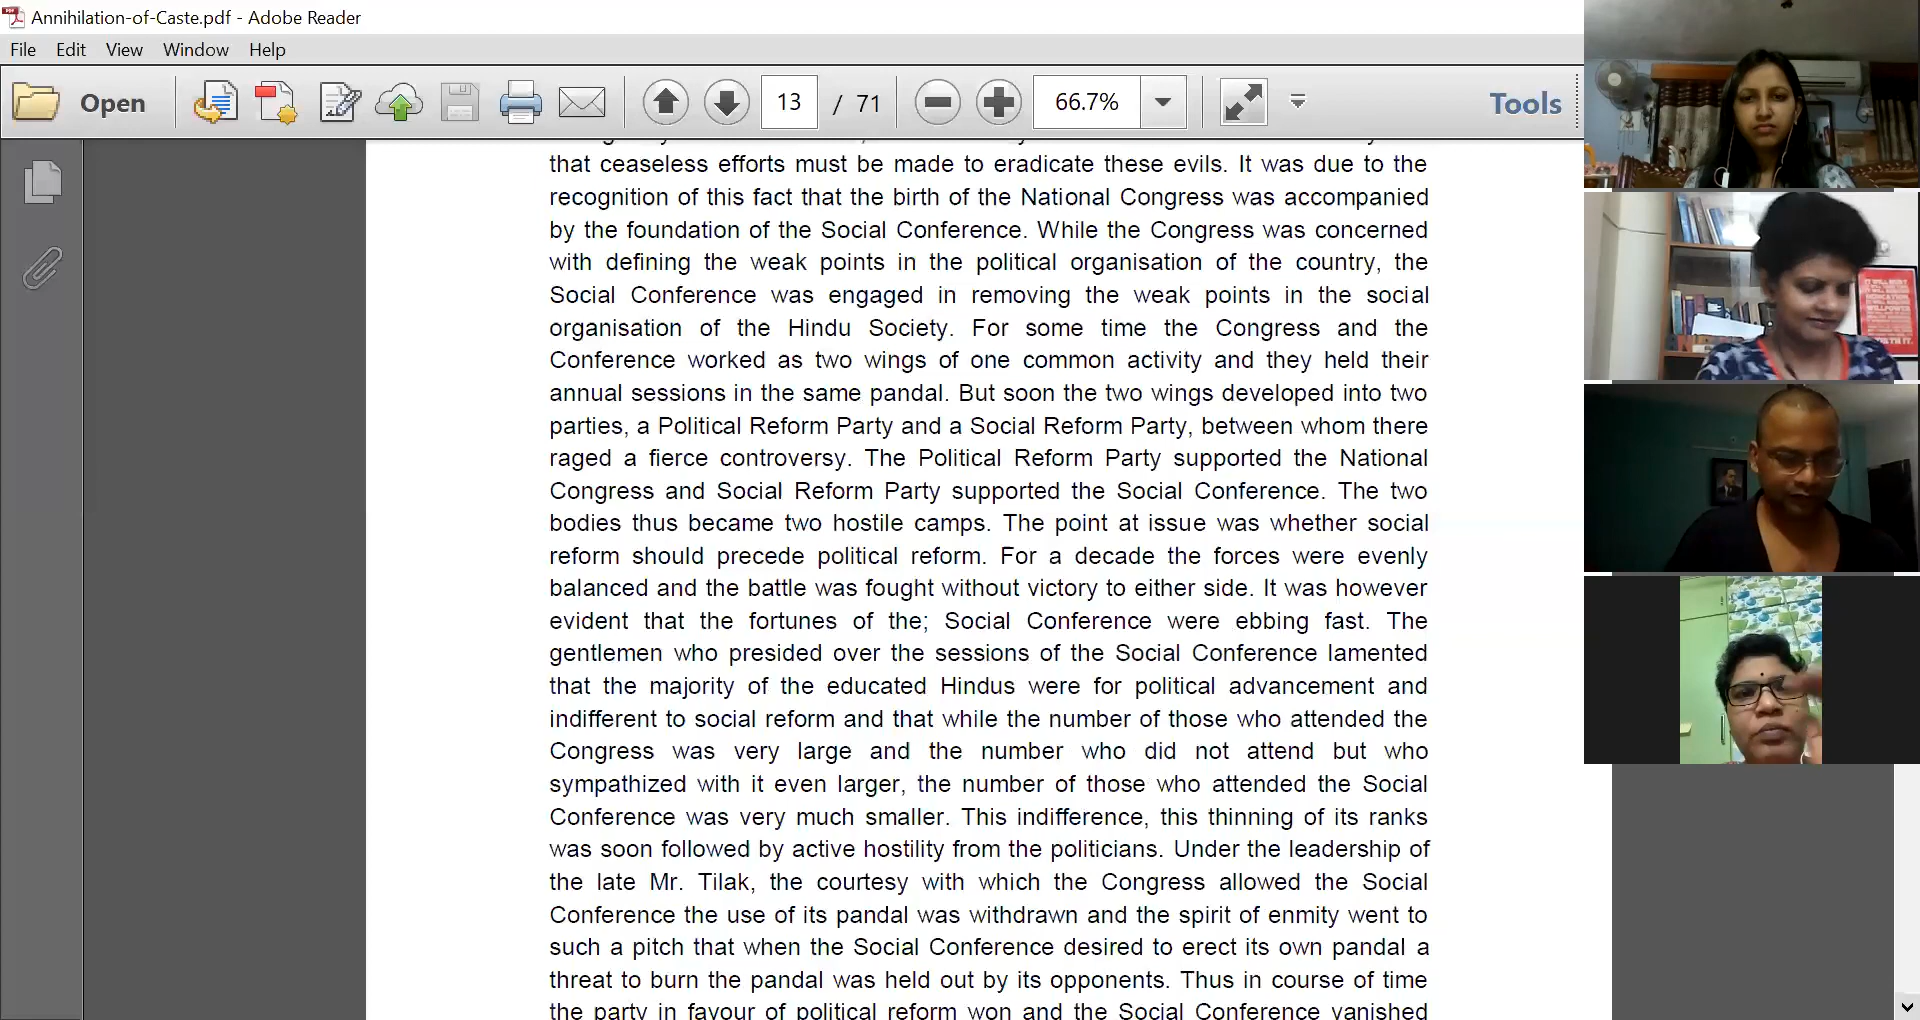 Annihilation-of-Caste.pdf - Adobe Reader
File Edit View Window Help
Open 13 / 71 66.7% Tools
that ceaseless efforts must be made to eradicate these evils. It was due to the
recognition of this fact that the birth of the National Congress was accompanied
by the foundation of the Social Conference. While the Congress was concerned
with defining the weak points in the political organisation of the country, the
Social Conference was engaged in removing the weak points in the social
organisation of the Hindu Society. For some time the Congress and the
Conference worked as two wings of one common activity and they held their
annual sessions in the same pandal. But soon the two wings developed into two
parties, a Political Reform Party and a Social Reform Party, between whom there
raged a fierce controversy. The Political Reform Party supported the National
Congress and Social Reform Party supported the Social Conference. The two
bodies thus became two hostile camps. The point at issue was whether social
reform should precede political reform. For a decade the forces were evenly
balanced and the battle was fought without victory to either side. It was however
evident that the fortunes of the; Social Conference were ebbing fast. The
gentlemen who presided over the sessions of the Social Conference lamented
that the majority of the educated Hindus were for political advancement and
indifferent to social reform and that while the number of those who attended the
Congress was very large and the number who did not attend but who
sympathized with it even larger, the number of those who attended the Social
Conference was very much smaller. This indifference, this thinning of its ranks
was soon followed by active hostility from the politicians. Under the leadership of
the late Mr. Tilak, the courtesy with which the Congress allowed the Social
Conference the use of its pandal was withdrawn and the spirit of enmity went to
such a pitch that when the Social Conference desired to erect its own pandal a
threat to burn the pandal was held out by its opponents. Thus in course of time
the party in favour of political reform won and the Social Conference vanished